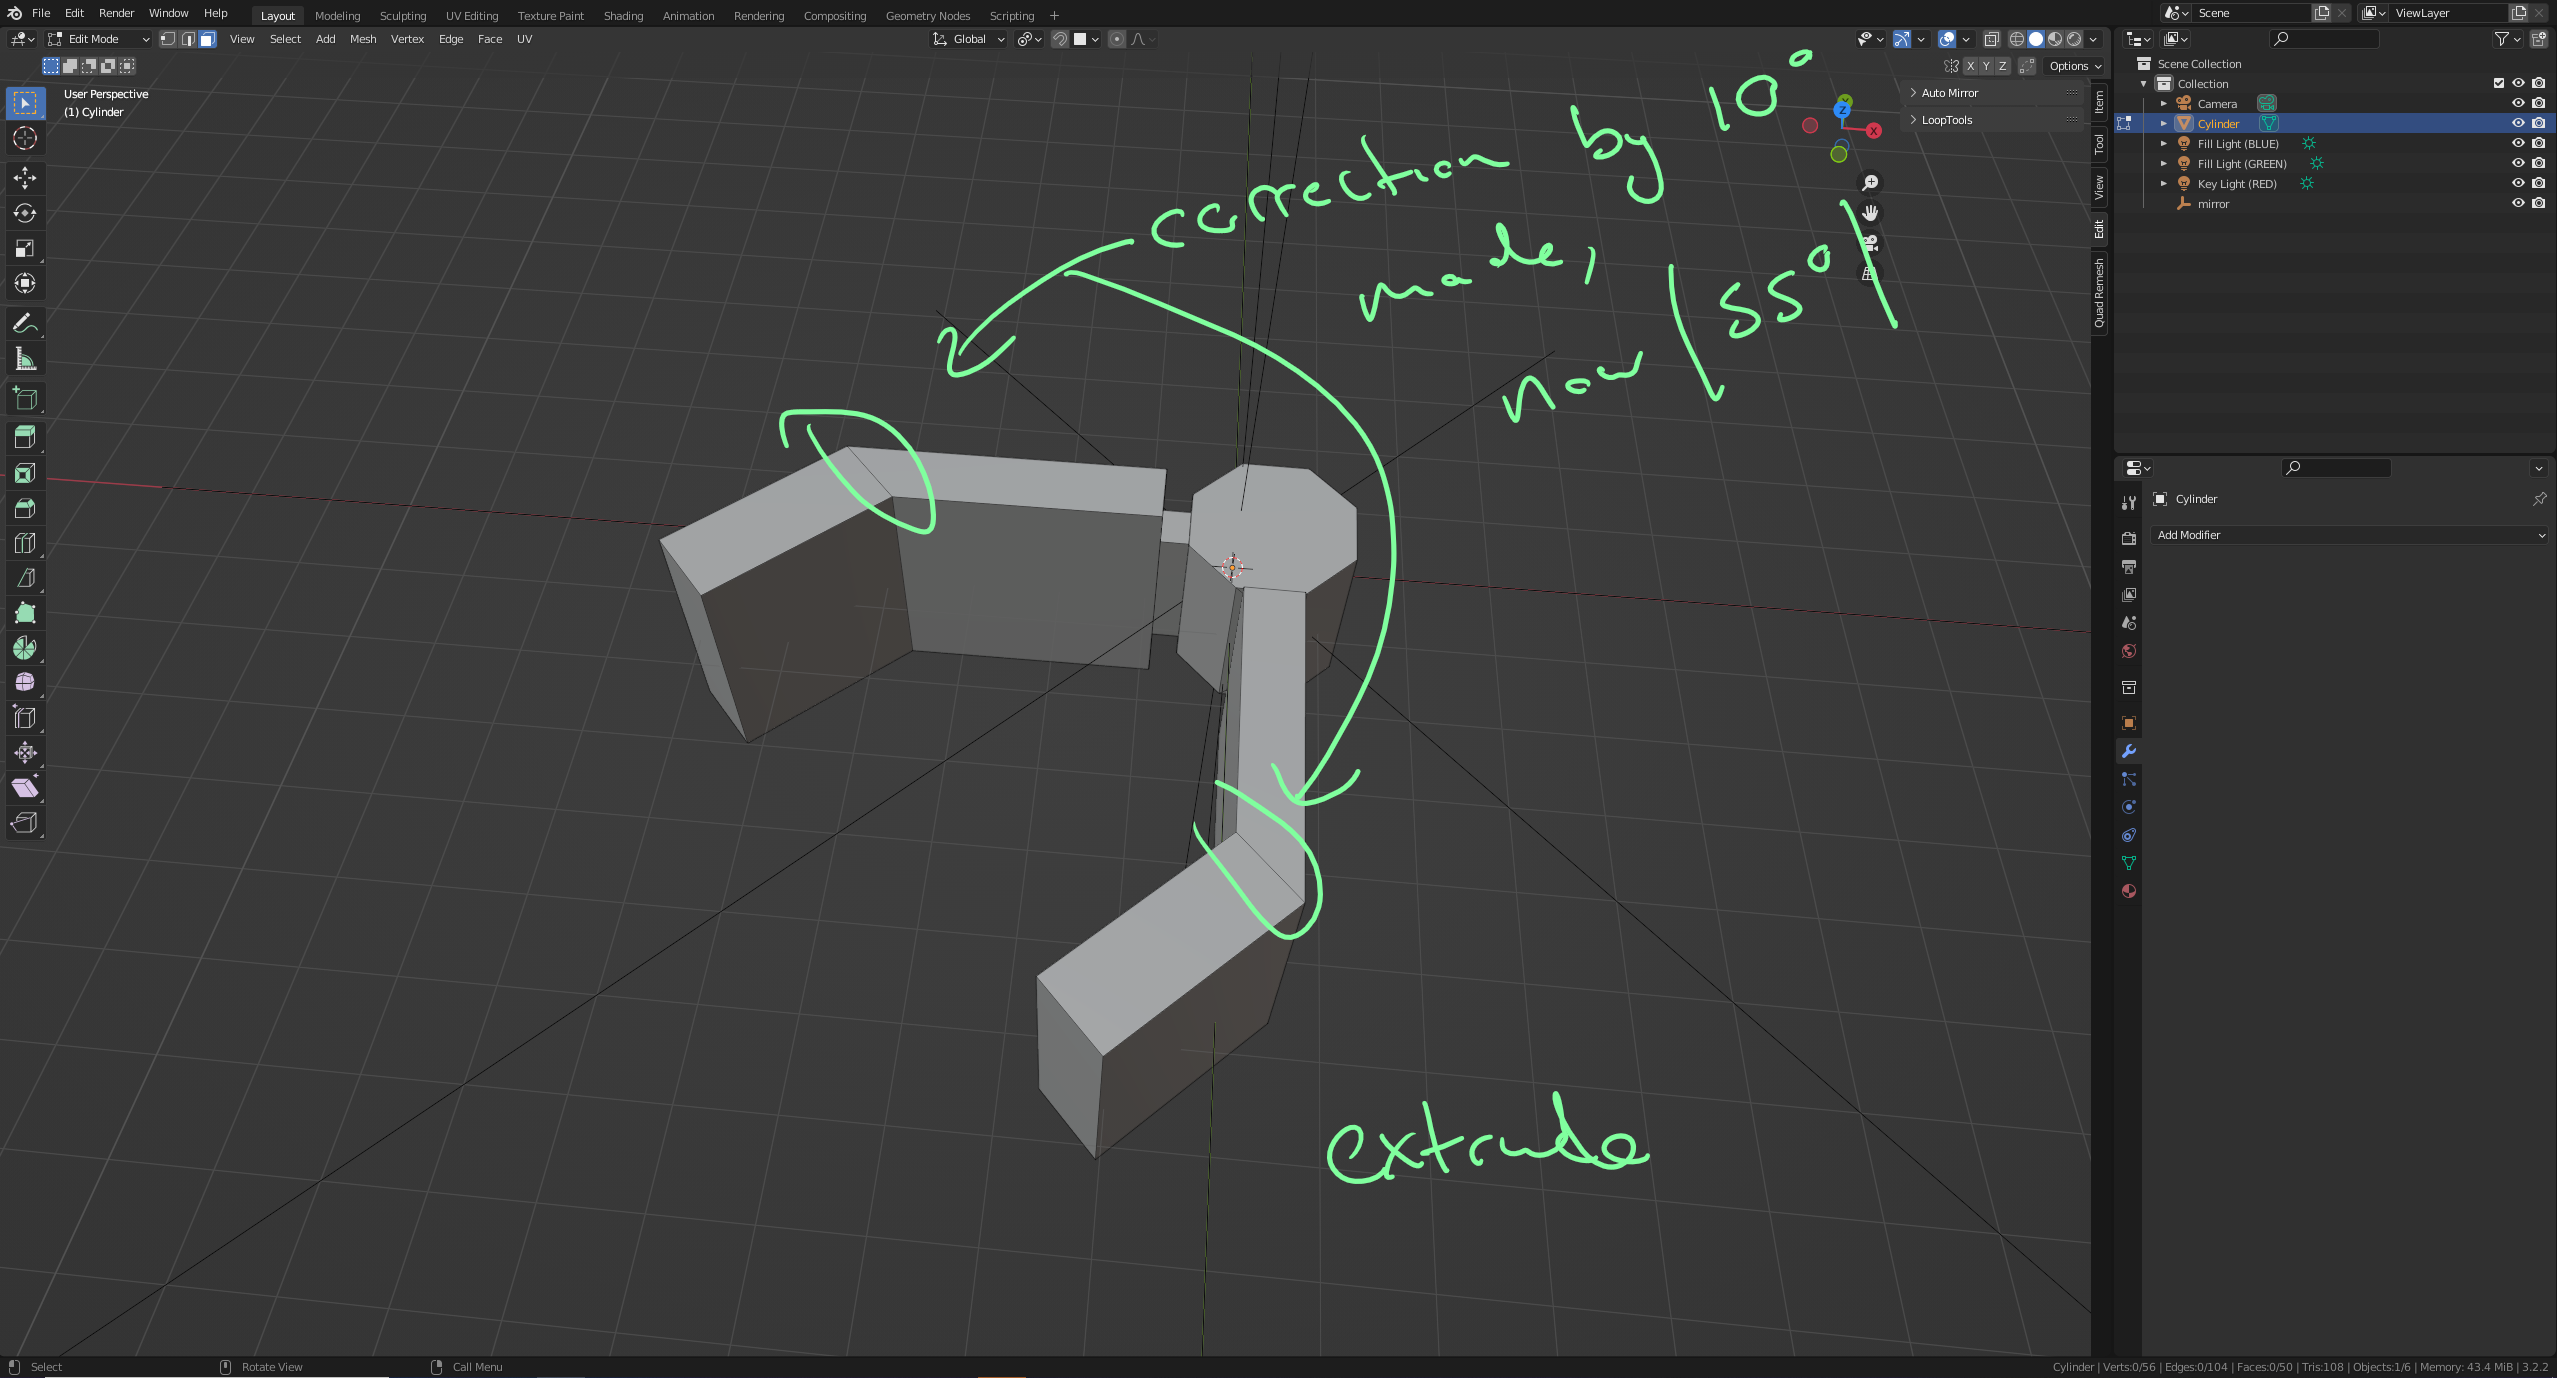 File Edit Render Window Help Layout Modeling Sculpting UV Editing Texture Paint Shading Animation Rendering Compositing Geometry Nodes Scripting + Scene ViewLayer
Edit Mode View Select Add Mesh Vertex Edge Face UV Global
X Y Z Options
User Perspective
(1) Cylinder
Auto Mirror
LoopTools
Z
X
Item
Tool
View
Edit
Quad Remesh
correction by 10°
made,
now 55°
extrude
Scene Collection
Collection
Camera
Cylinder
Fill Light (BLUE)
Fill Light (GREEN)
Key Light (RED)
mirror
Cylinder
Add Modifier
Select Rotate View Call Menu
Cylinder | Verts:0/56 | Edges:0/104 | Faces:0/50 | Tris:108 | Objects:1/6 | Memory: 43.4 MiB | 3.2.2